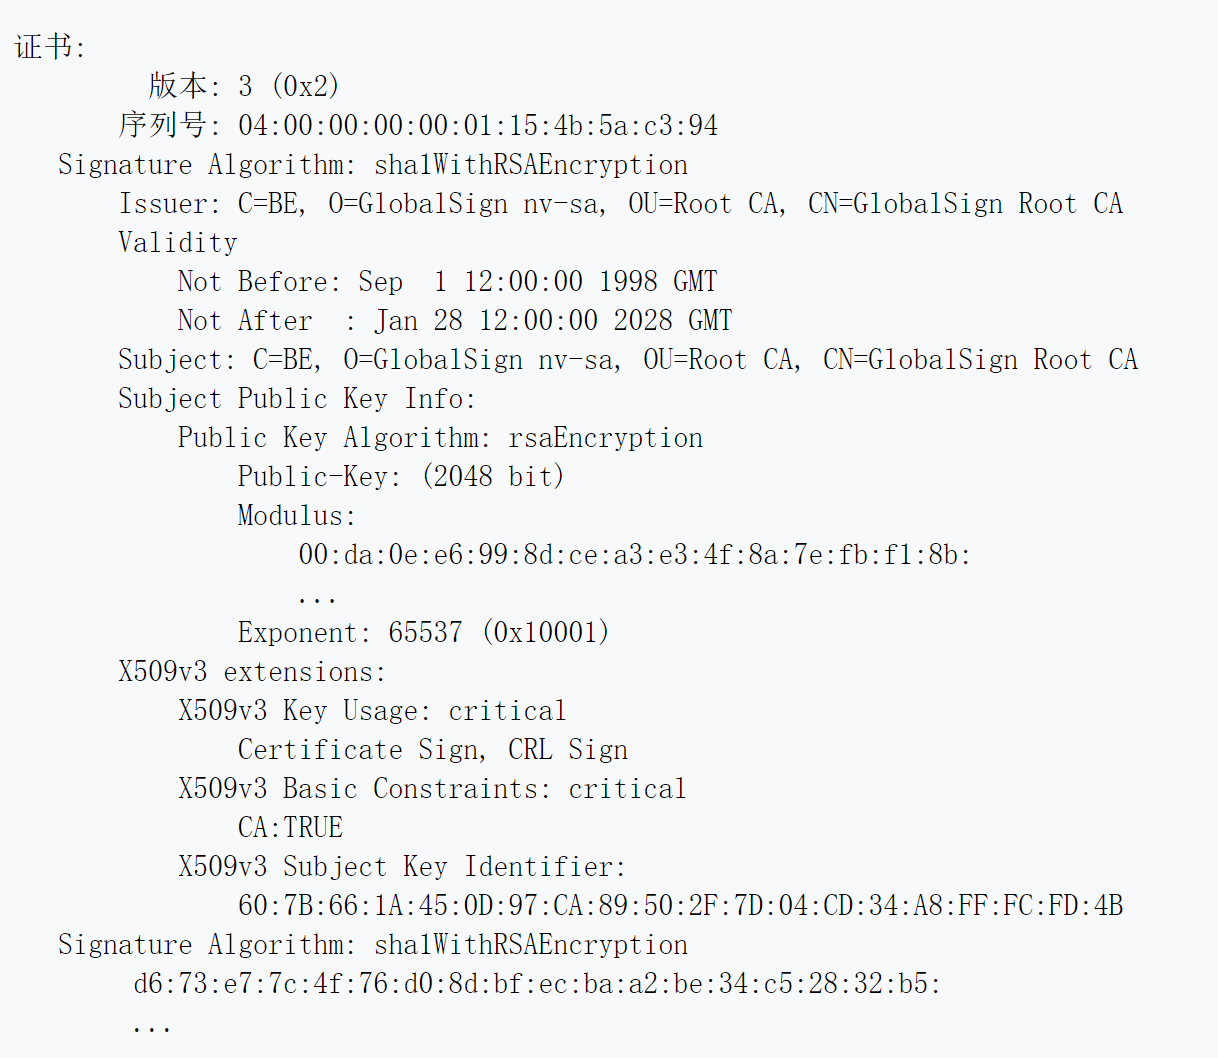 证书:
版本: 3 (0x2)
序列号: 04:00:00:00:00:01:15:4b:5a:c3:94
Signature Algorithm: sha1WithRSAEncryption
Issuer: C=BE, O=GlobalSign nv-sa, OU=Root CA, CN=GlobalSign Root CA
Validity
Not Before: Sep  1 12:00:00 1998 GMT
Not After  : Jan 28 12:00:00 2028 GMT
Subject: C=BE, O=GlobalSign nv-sa, OU=Root CA, CN=GlobalSign Root CA
Subject Public Key Info:
Public Key Algorithm: rsaEncryption
Public-Key: (2048 bit)
Modulus:
00:da:0e:e6:99:8d:ce:a3:e3:4f:8a:7e:fb:f1:8b:
...
Exponent: 65537 (0x10001)
X509v3 extensions:
X509v3 Key Usage: critical
Certificate Sign, CRL Sign
X509v3 Basic Constraints: critical
CA:TRUE
X509v3 Subject Key Identifier:
60:7B:66:1A:45:0D:97:CA:89:50:2F:7D:04:CD:34:A8:FF:FC:FD:4B
Signature Algorithm: sha1WithRSAEncryption
d6:73:e7:7c:4f:76:d0:8d:bf:ec:ba:a2:be:34:c5:28:32:b5:
...